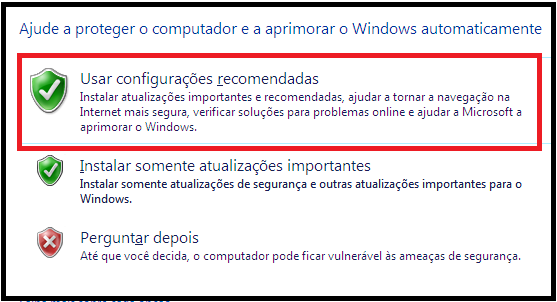 Ajude a proteger o computador e a aprimorar o Windows automaticamente
Usar configurações recomendadas
Instalar atualizações importantes e recomendadas, ajudar a tornar a navegação na
Internet mais segura, verificar soluções para problemas online e ajudar a Microsoft a
aprimorar o Windows.
Instalar somente atualizações importantes
Instalar somente atualizações de segurança e outras atualizações importantes para o
Windows.
Perguntar depois
Até que você decida, o computador pode ficar vulnerável às ameaças de segurança.